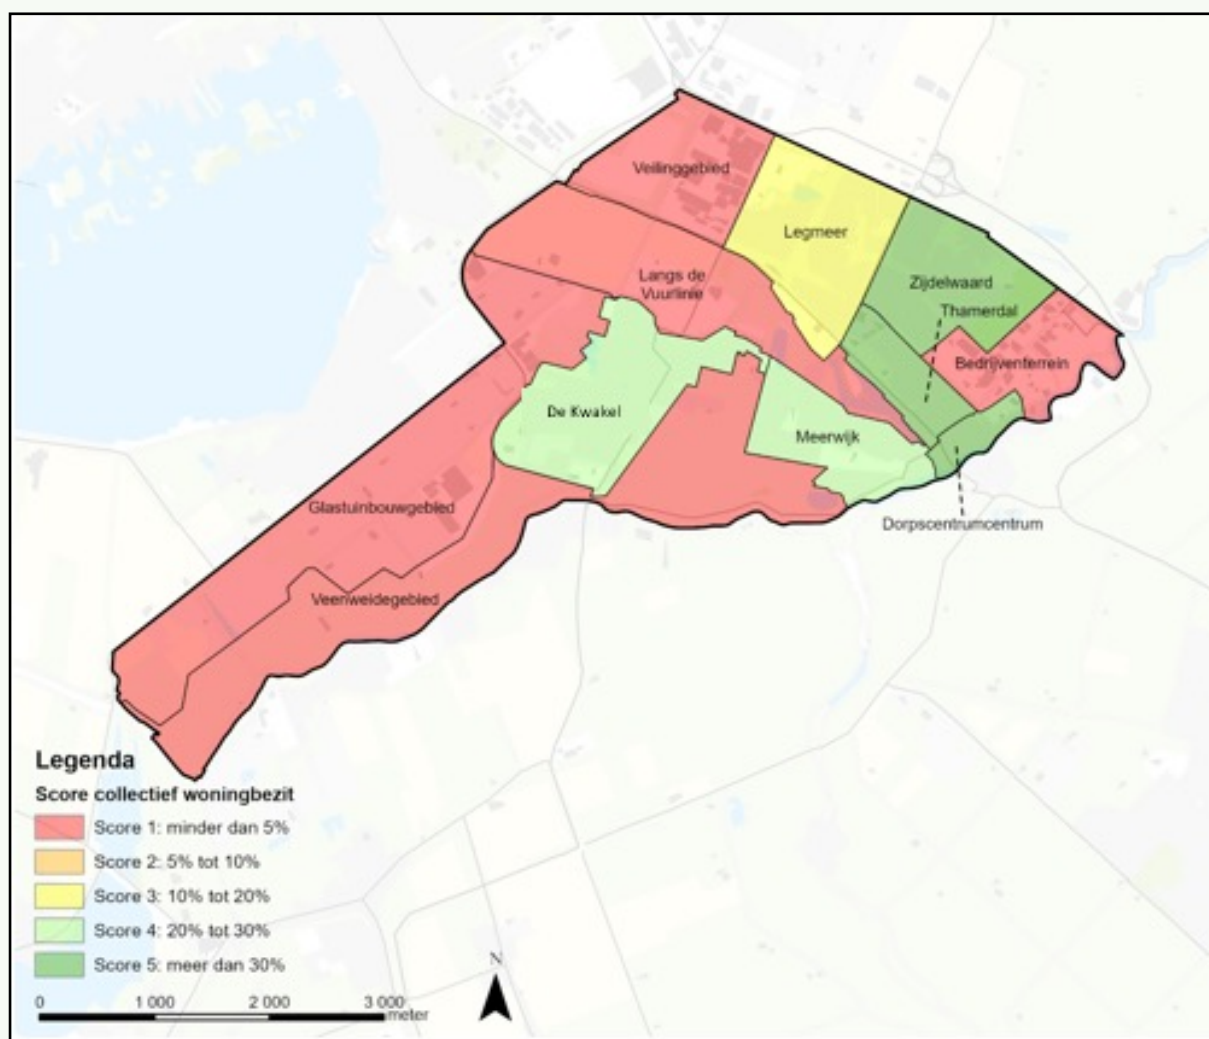 Veilinggebied
Legmeer
Langs de
Vuurlinie
Zijdelwaard
Thamerdal
Bedrijventerrein
De Kwakel
Meerwijk
Glastuinbouwgebied
Dorpscentrumcentrum
Veenweidegebied
Legenda
Score collectief woningbezit
Score 1: minder dan 5%
Score 2: 5% tot 10%
Score 3: 10% tot 20%
Score 4: 20% tot 30%
Score 5: meer dan 30%
N
0 1 000 2 000 3 000
meter